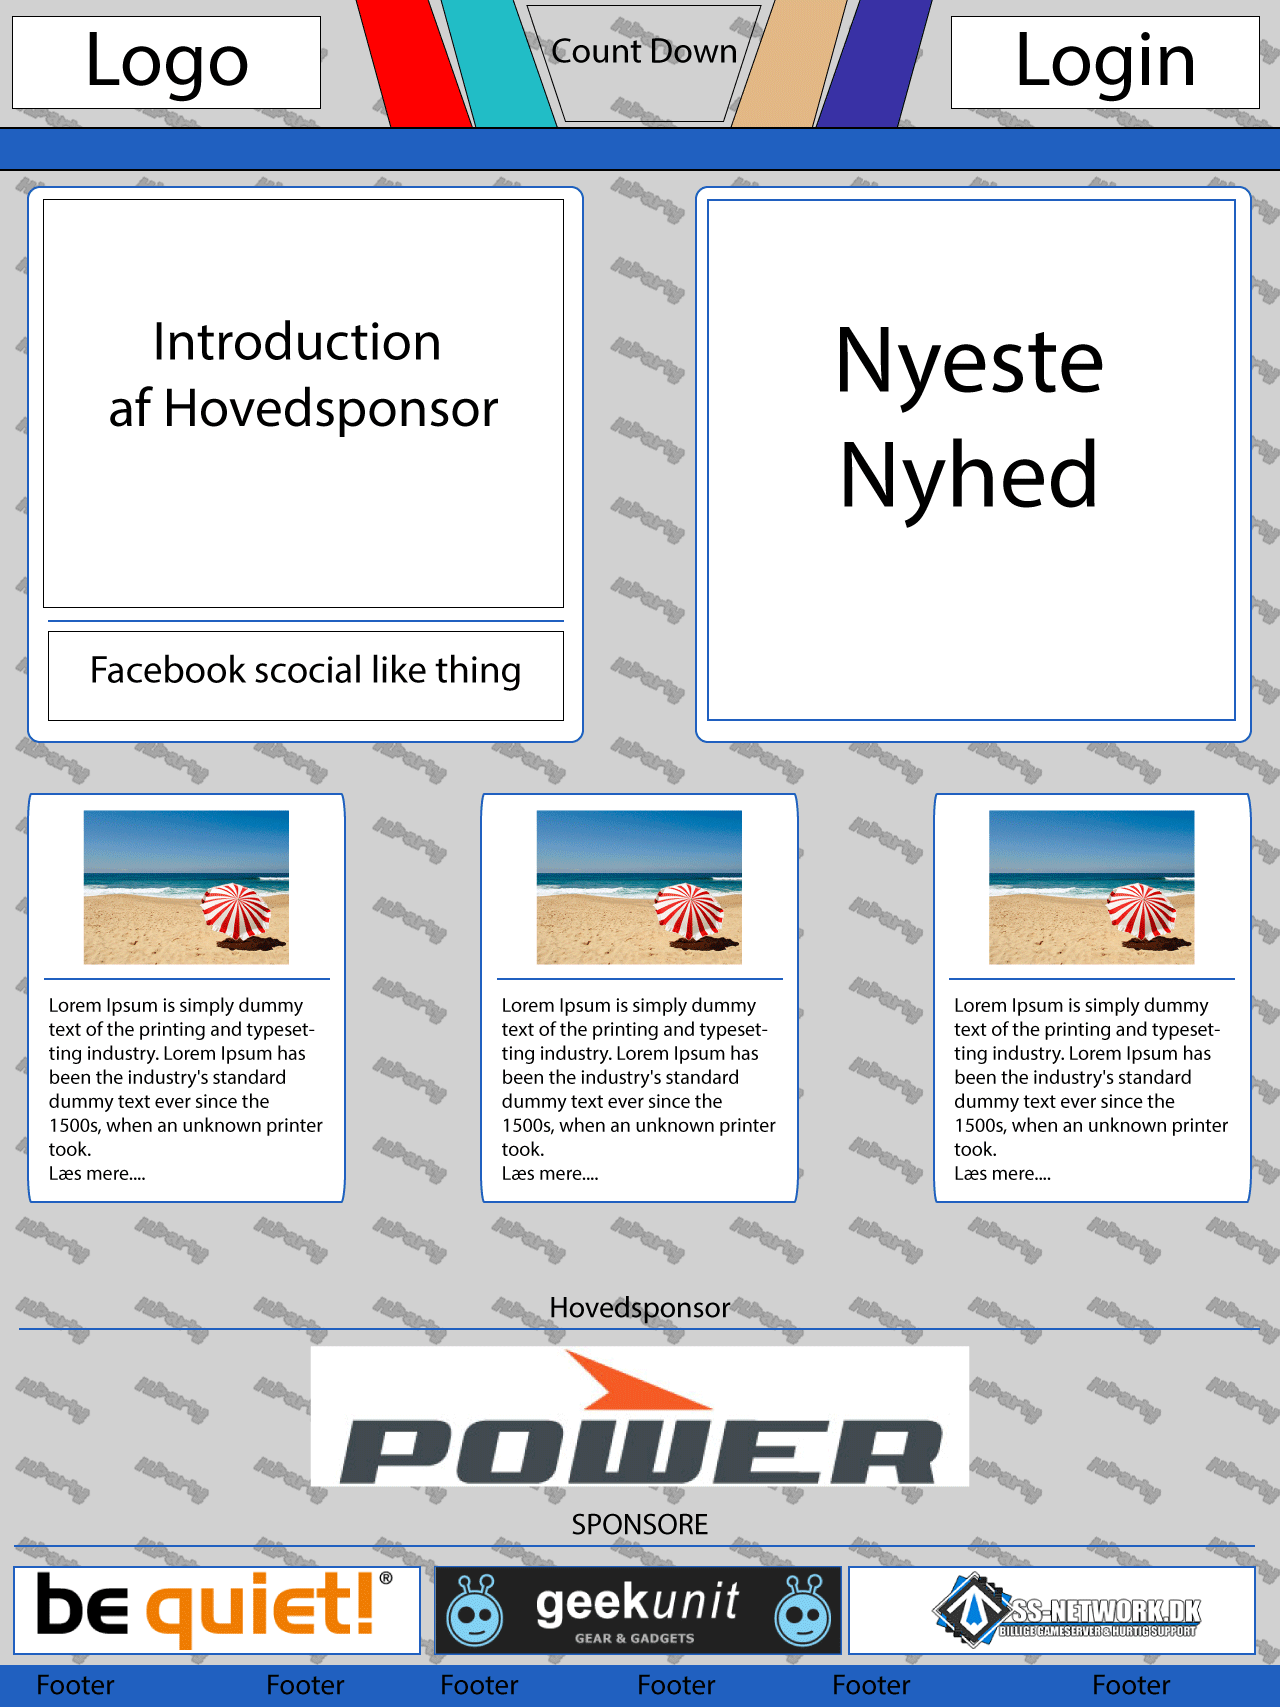 Logo
Count Down
Login
Introduction
af Hovedsponsor
Nyeste
Nyhed
Facebook scocial like thing
Lorem Ipsum is simply dummy
text of the printing and typeset-
ting industry. Lorem Ipsum has
been the industry's standard
dummy text ever since the
1500s, when an unknown printer
took.
Læs mere....
Lorem Ipsum is simply dummy
text of the printing and typeset-
ting industry. Lorem Ipsum has
been the industry's standard
dummy text ever since the
1500s, when an unknown printer
took.
Læs mere....
Lorem Ipsum is simply dummy
text of the printing and typeset-
ting industry. Lorem Ipsum has
been the industry's standard
dummy text ever since the
1500s, when an unknown printer
took.
Læs mere....
Hovedsponsor
POWER
SPONSORE
be quiet!®
geekunit
GEAR & GADGETS
SS-NETWORK.DK
BILLIGE GAMESERVER & HURTIG SUPPORT
Footer Footer Footer Footer Footer Footer